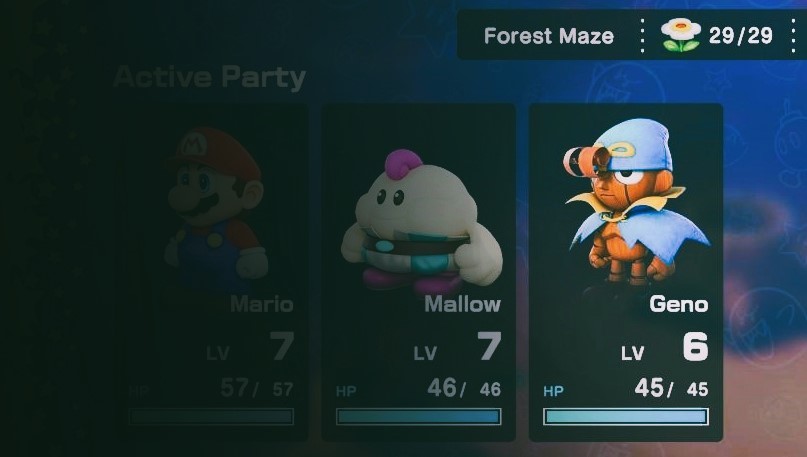 Forest Maze 29/29
Active Party
M
Mario Mallow Geno
LV 7 LV 7 LV 6
HP 57/ 57 HP 46/ 46 HP 45/ 45